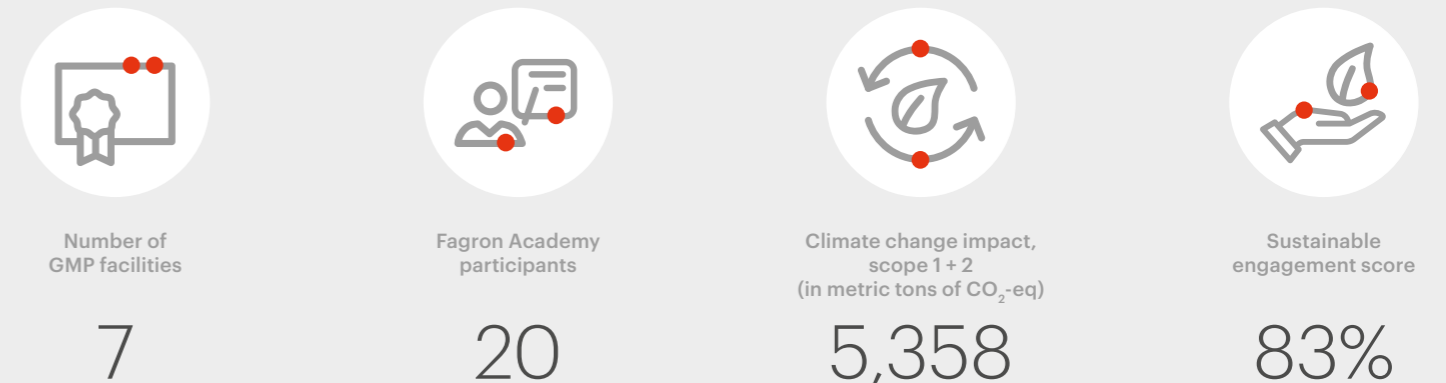 Number of
GMP facilities
7
Fagron Academy
participants
20
Climate change impact,
scope 1 + 2
(in metric tons of CO₂-eq)
5,358
Sustainable
engagement score
83%